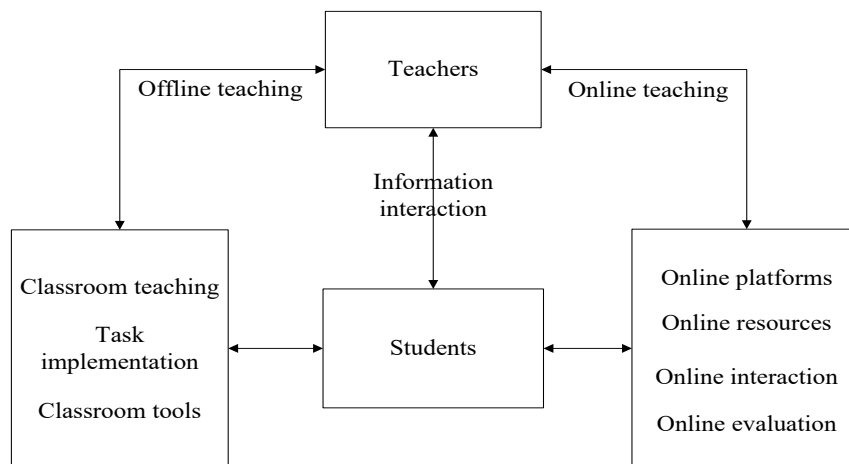 Teachers
Offline teaching
Online teaching
Information
interaction
Classroom teaching
Task
implementation
Classroom tools
Students
Online platforms
Online resources
Online interaction
Online evaluation